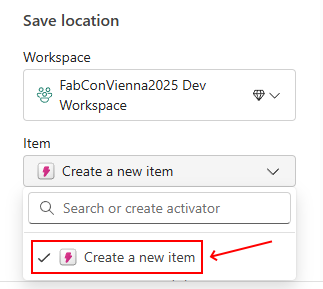 Save location
Workspace
FabConVienna2025 Dev
Workspace
Item
Create a new item
Search or create activator
Create a new item